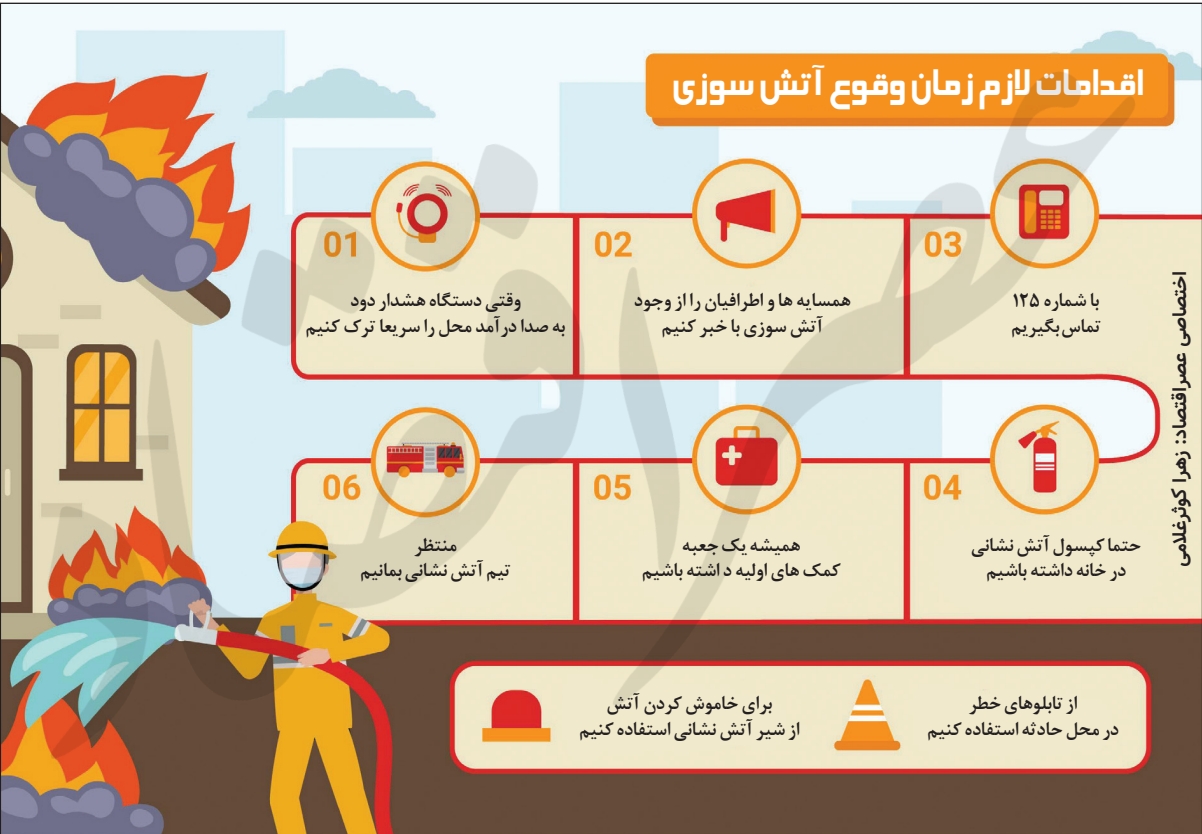 اقدامات لازم زمان وقوع آتش سوزی
01
وقتی دستگاه هشدار دود
به صدا درآمد محل را سریعا ترک کنیم
02
همسایه ها و اطرافیان را از وجود
آتش سوزی با خبر کنیم
03
با شماره ۱۲۵
تماس بگیریم
04
حتما کپسول آتش نشانی
در خانه داشته باشیم
05
همیشه یک جعبه
کمک های اولیه داشته باشیم
06
منتظر
تیم آتش نشانی بمانیم
از تابلوهای خطر
در محل حادثه استفاده کنیم
برای خاموش کردن آتش
از شیر آتش نشانی استفاده کنیم
اختصاصی عصراقتصاد: زهرا کوثرغلامی
عصر اقتصاد